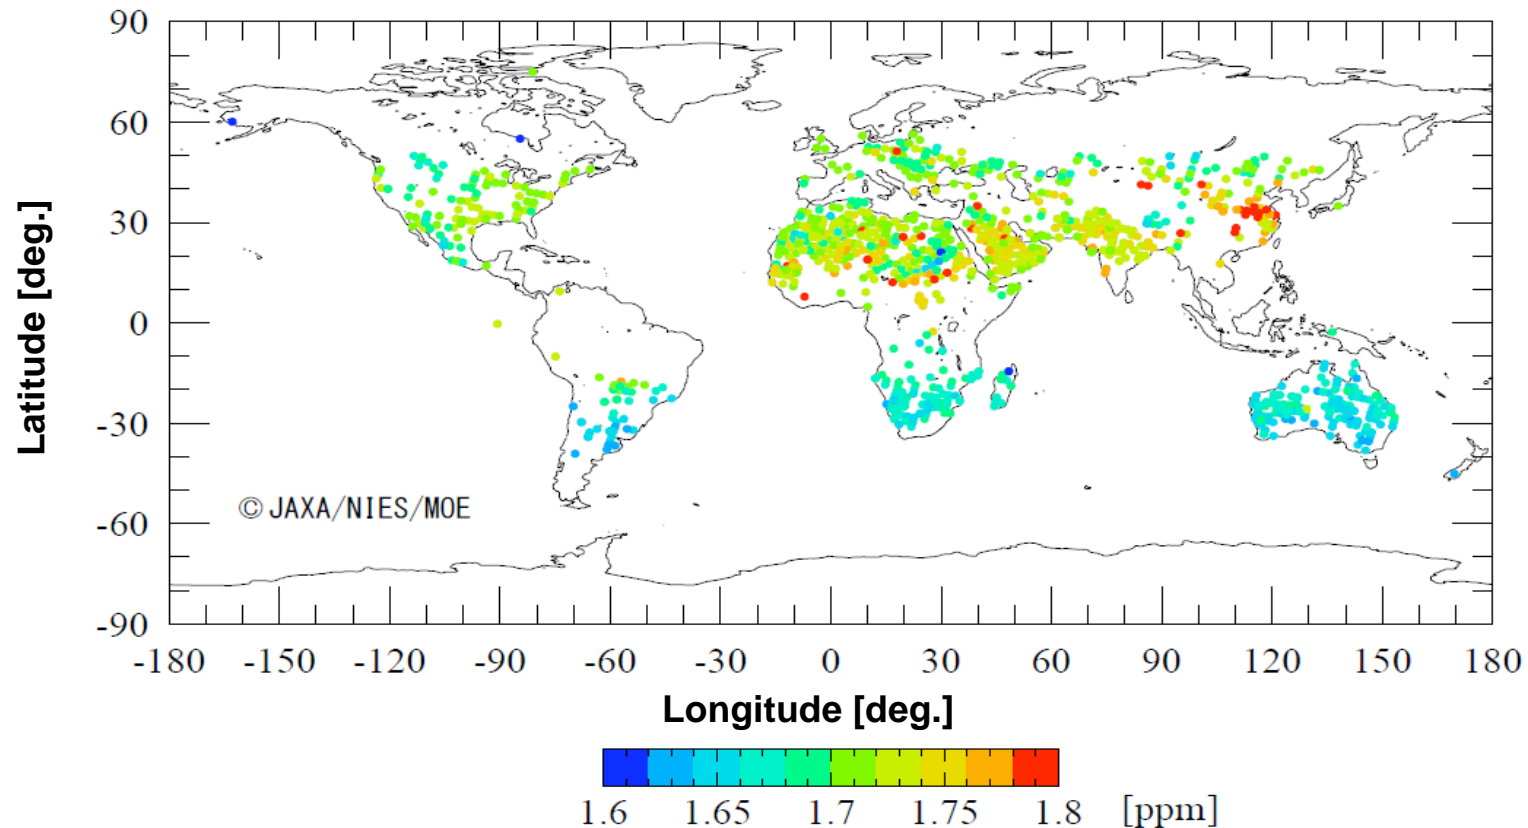 90
60
30
0
-30
-60
-90
Latitude [deg.]
© JAXA/NIES/MOE
-180 -150 -120 -90 -60 -30 0 30 60 90 120 150 180
Longitude [deg.]
1.6 1.65 1.7 1.75 1.8 [ppm]